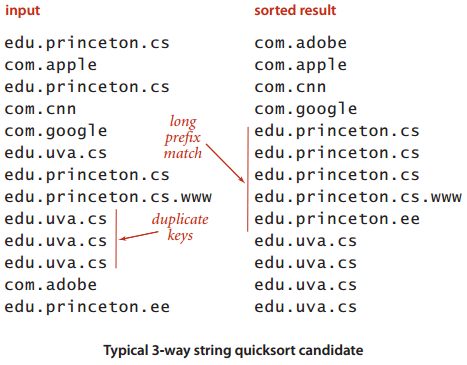 input
edu.princeton.cs
com.apple
edu.princeton.cs
com.cnn
com.google
edu.uva.cs
edu.princeton.cs
edu.princeton.cs.www
edu.uva.cs
edu.uva.cs
edu.uva.cs
com.adobe
edu.princeton.ee
long
prefix
match
duplicate
keys
sorted result
com.adobe
com.apple
com.cnn
com.google
edu.princeton.cs
edu.princeton.cs
edu.princeton.cs
edu.princeton.cs.www
edu.princeton.ee
edu.uva.cs
edu.uva.cs
edu.uva.cs
edu.uva.cs
Typical 3-way string quicksort candidate